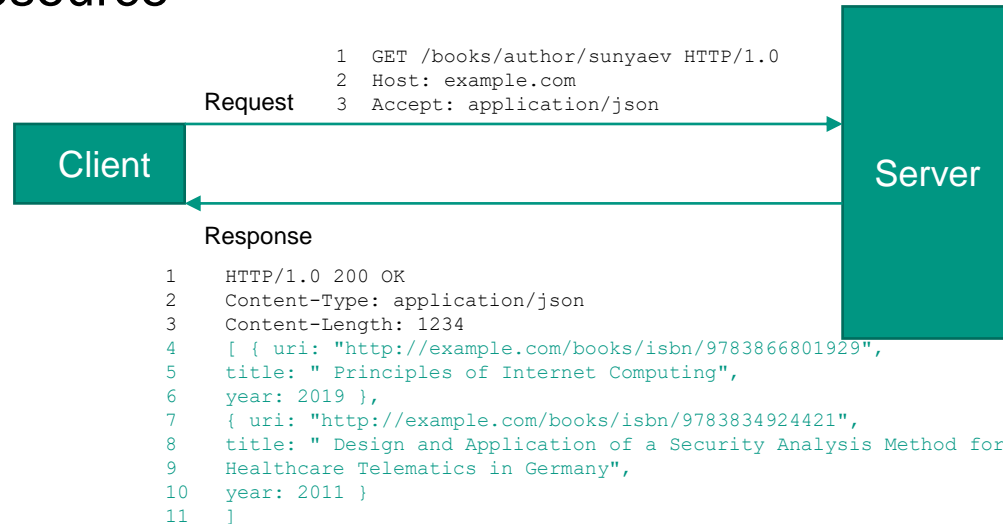 1 GET /books/author/sunyaev HTTP/1.0
2 Host: example.com
Request
3 Accept: application/json
Client
Server
Response
1 HTTP/1.0 200 OK
2 Content-Type: application/json
3 Content-Length: 1234
4 [ { uri: "http://example.com/books/isbn/9783866801929",
5 title: " Principles of Internet Computing",
6 year: 2019 },
7 { uri: "http://example.com/books/isbn/9783834924421",
8 title: " Design and Application of a Security Analysis Method for
9 Healthcare Telematics in Germany",
10 year: 2011 }
11 ]